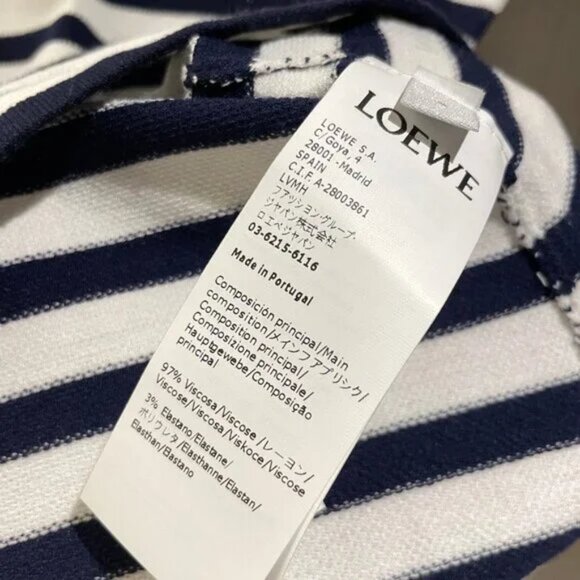 LOEWE
LOEWE S.A.
C/ Goya, 4
28001 -Madrid
SPAIN
C.I.F. A-28003861
LVMH
ファッショングループ・
ジャパン株式会社
ロエベジャパン
03-6215-6116
Made in Portugal
Composición principal/Main
composition/メインファブリック/
Composition principal/
Composizione principale/
Hauptgewebe/Composição
principal
97% Viscosa/Viscose /レーヨン/
Viscose/Viscosa/Viskose/Viscose
3% Elastano/Elastane/
ポリウレタ/Elasthanne/Elastan/
Elasthan/Elastano